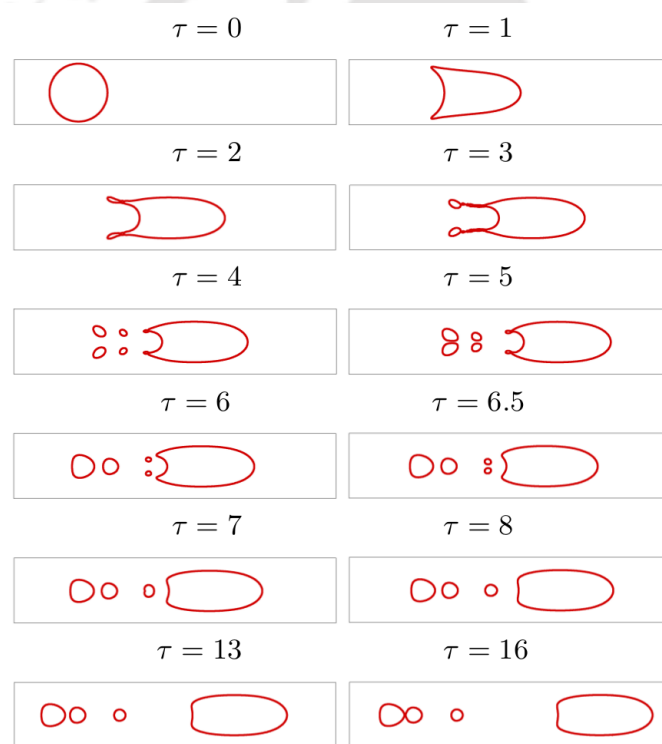 τ = 0
τ = 1
τ = 2
τ = 3
τ = 4
τ = 5
τ = 6
τ = 6.5
τ = 7
τ = 8
τ = 13
τ = 16